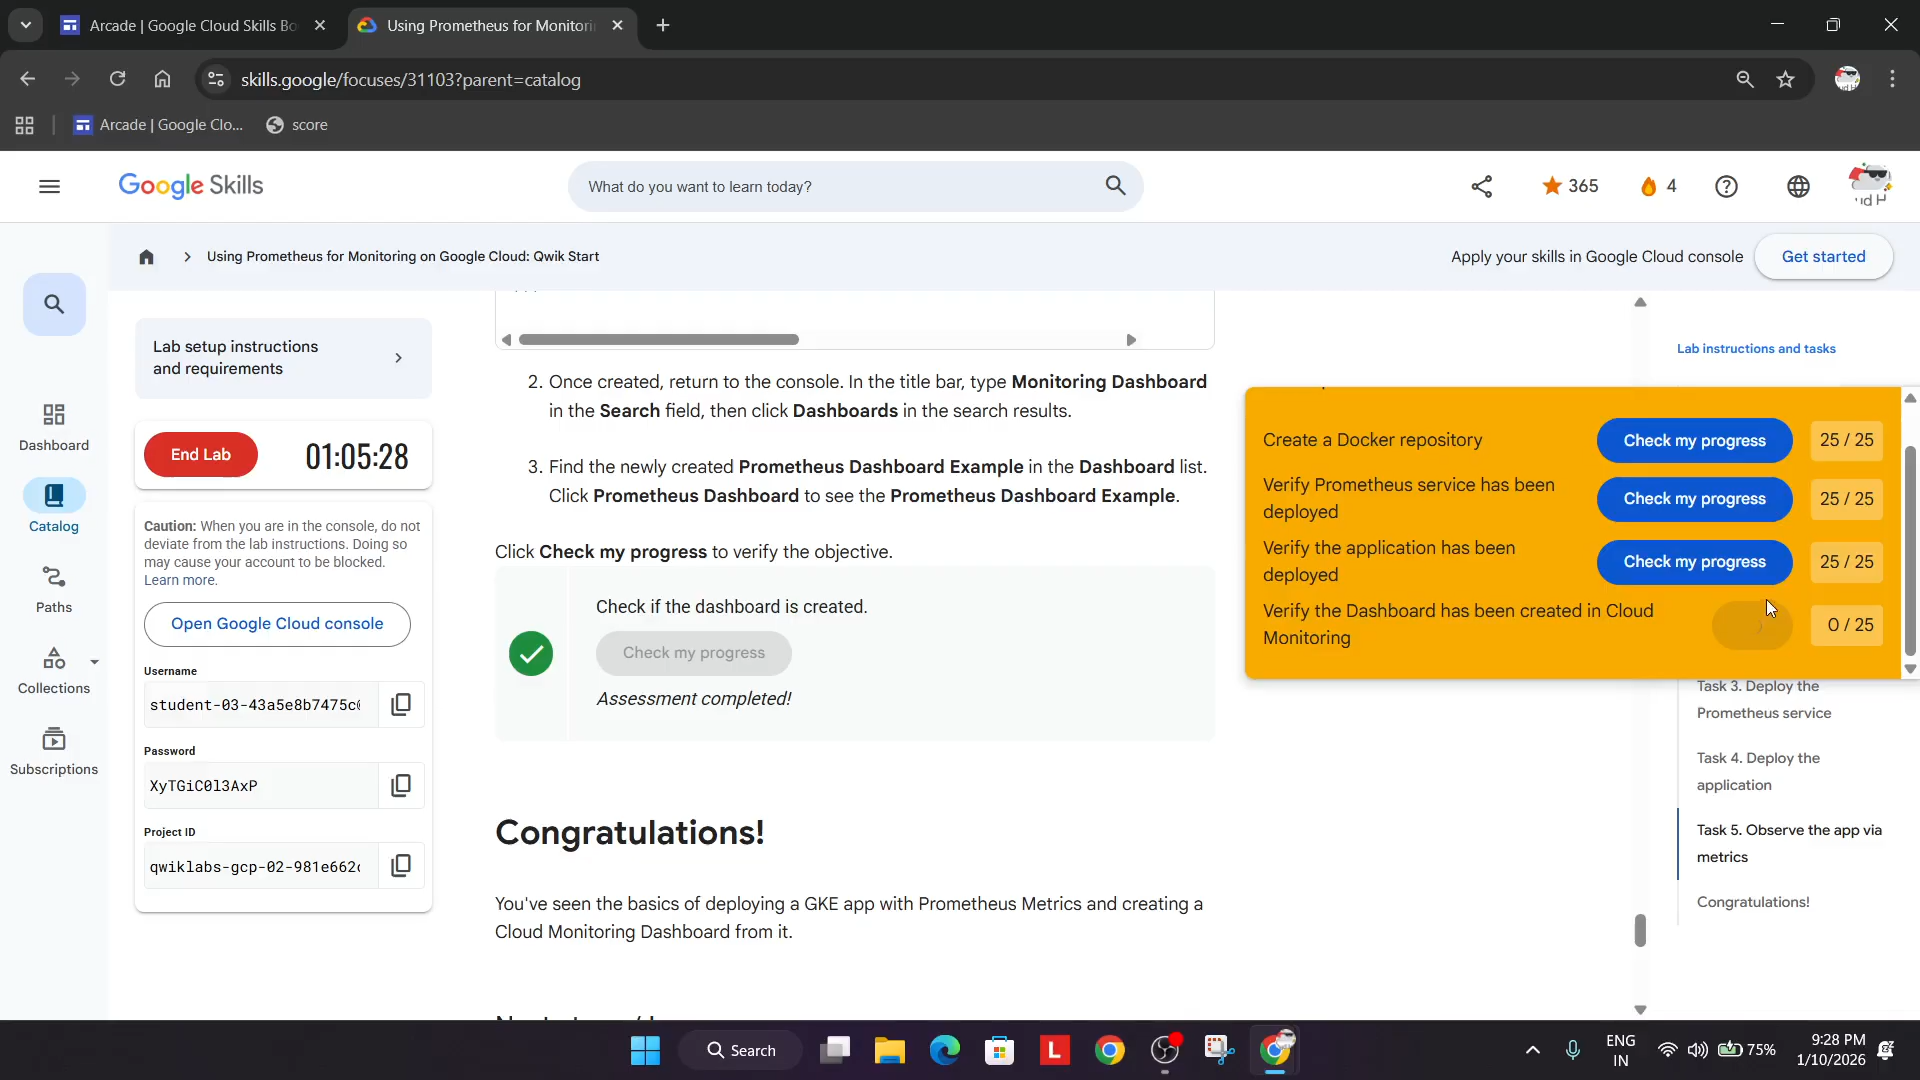 Arcade | Google Cloud Skills Bo
Using Prometheus for Monitorin
skills.google/focuses/31103?parent=catalog
Arcade | Google Clo...
score
Google Skills
What do you want to learn today?
365
4
Using Prometheus for Monitoring on Google Cloud: Qwik Start
Apply your skills in Google Cloud console
Get started
Dashboard
Catalog
Paths
Collections
Subscriptions
Lab setup instructions
and requirements
End Lab
01:05:28
Caution: When you are in the console, do not
deviate from the lab instructions. Doing so
may cause your account to be blocked.
Learn more.
Open Google Cloud console
Username
student-03-43a5e8b7475c
Password
XyTGiC0l3AxP
Project ID
qwiklabs-gcp-02-981e662
2. Once created, return to the console. In the title bar, type Monitoring Dashboard
in the Search field, then click Dashboards in the search results.
3. Find the newly created Prometheus Dashboard Example in the Dashboard list.
Click Prometheus Dashboard to see the Prometheus Dashboard Example.
Click Check my progress to verify the objective.
Check if the dashboard is created.
Check my progress
Assessment completed!
Congratulations!
You've seen the basics of deploying a GKE app with Prometheus Metrics and creating a
Cloud Monitoring Dashboard from it.
Lab instructions and tasks
Create a Docker repository
Check my progress
25 / 25
Verify Prometheus service has been
deployed
Check my progress
25 / 25
Verify the application has been
deployed
Check my progress
25 / 25
Verify the Dashboard has been created in Cloud
Monitoring
0 / 25
Task 3. Deploy the
Prometheus service
Task 4. Deploy the
application
Task 5. Observe the app via
metrics
Congratulations!
Search
L
ENG
IN
75%
9:28 PM
1/10/2026